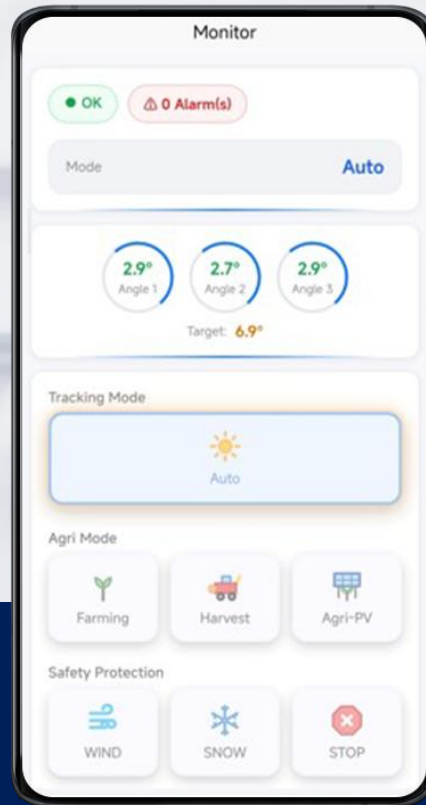 Monitor
OK
0 Alarm(s)
Mode
Auto
2.9° 2.7° 2.9°
Angle 1 Angle 2 Angle 3
Target: 6.9°
Tracking Mode
Auto
Agri Mode
Farming Harvest Agri-PV
Safety Protection
WIND SNOW STOP